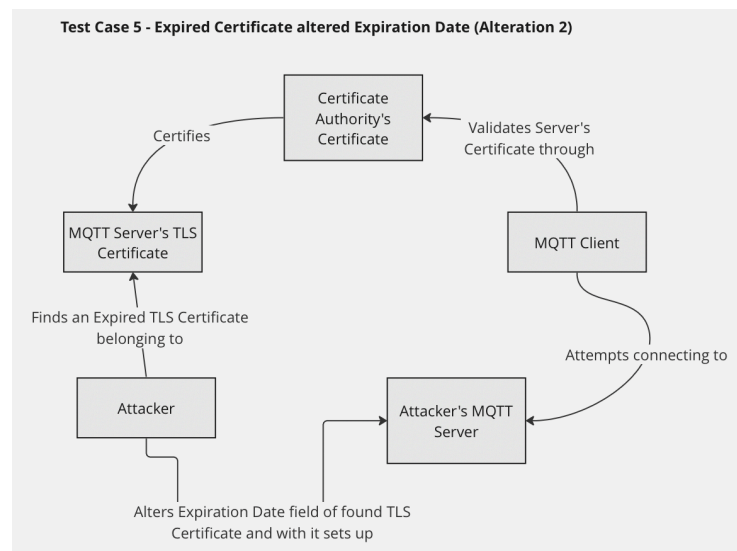 Test Case 5 - Expired Certificate altered Expiration Date (Alteration 2)
Certificate
Authority's
Certificate
Certifies
Validates Server's
Certificate through
MQTT Server's TLS
Certificate
MQTT Client
Finds an Expired TLS Certificate
belonging to
Attempts connecting to
Attacker
Attacker's MQTT
Server
Alters Expiration Date field of found TLS
Certificate and with it sets up